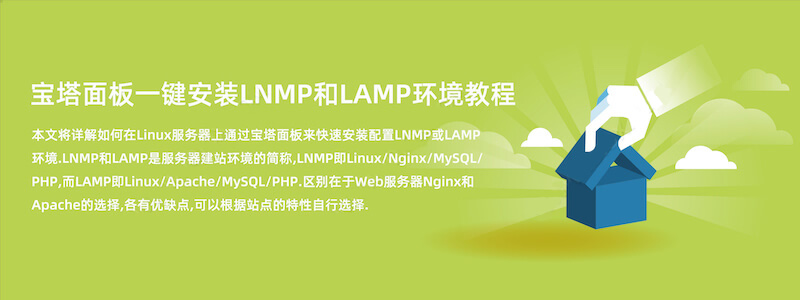 宝塔面板一键安装LNMP和LAMP环境教程
本文将详解如何在Linux服务器上通过宝塔面板来快速安装配置LNMP或LAMP
环境.LNMP和LAMP是服务器建站环境的简称,LNMP即Linux/Nginx/MySQL/
PHP,而LAMP即Linux/Apache/MySQL/PHP.区别在于Web服务器Nginx和
Apache的选择,各有优缺点,可以根据站点的特性自行选择.